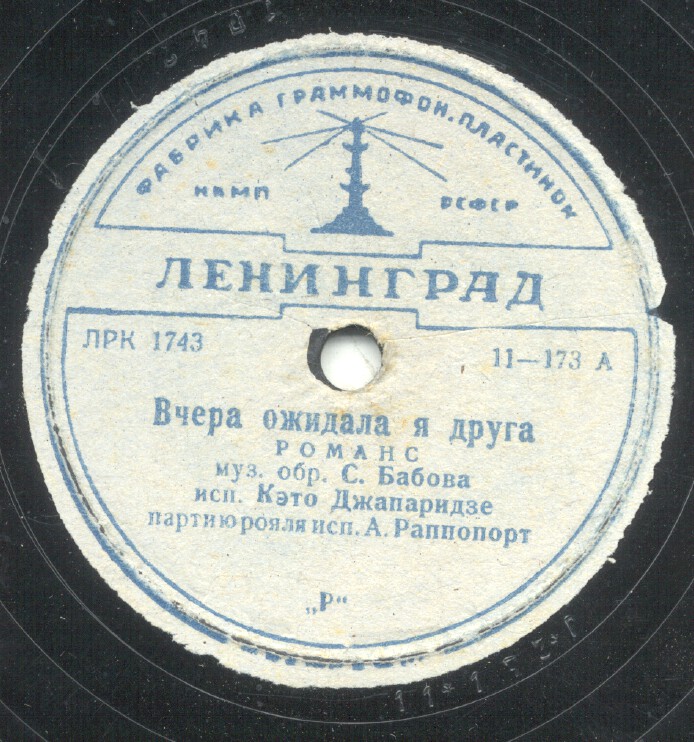 ФАБРИКА ГРАММОФОН. ПЛАСТИНОК
НКМП РСФСР
ЛЕНИНГРАД
ЛРК 1743
11—173 А
Вчера ожидала я друга
РОМАНС
муз. обр. С. Бабова
исп. Кэто Джапаридзе
партию рояля исп. А. Раппопорт
„Р“